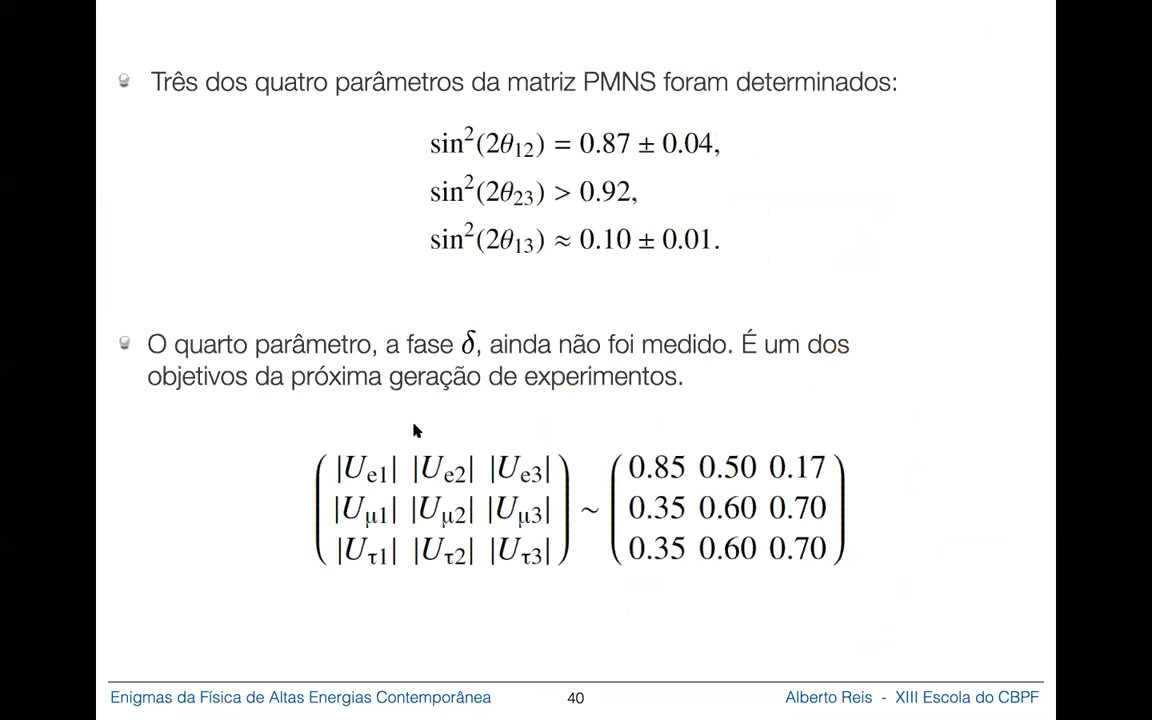 Três dos quatro parâmetros da matriz PMNS foram determinados:
sin²(2θ₁₂) = 0.87 ± 0.04,
sin²(2θ₂₃) > 0.92,
sin²(2θ₁₃) ≈ 0.10 ± 0.01.
O quarto parâmetro, a fase δ, ainda não foi medido. É um dos
objetivos da próxima geração de experimentos.
( |Ue1| |Ue2| |Ue3| ) ~ ( 0.85 0.50 0.17 )
( |Uμ1| |Uμ2| |Uμ3| ) ( 0.35 0.60 0.70 )
( |Uτ1| |Uτ2| |Uτ3| ) ( 0.35 0.60 0.70 )
Enigmas da Física de Altas Energias Contemporânea 40 Alberto Reis - XIII Escola do CBPF